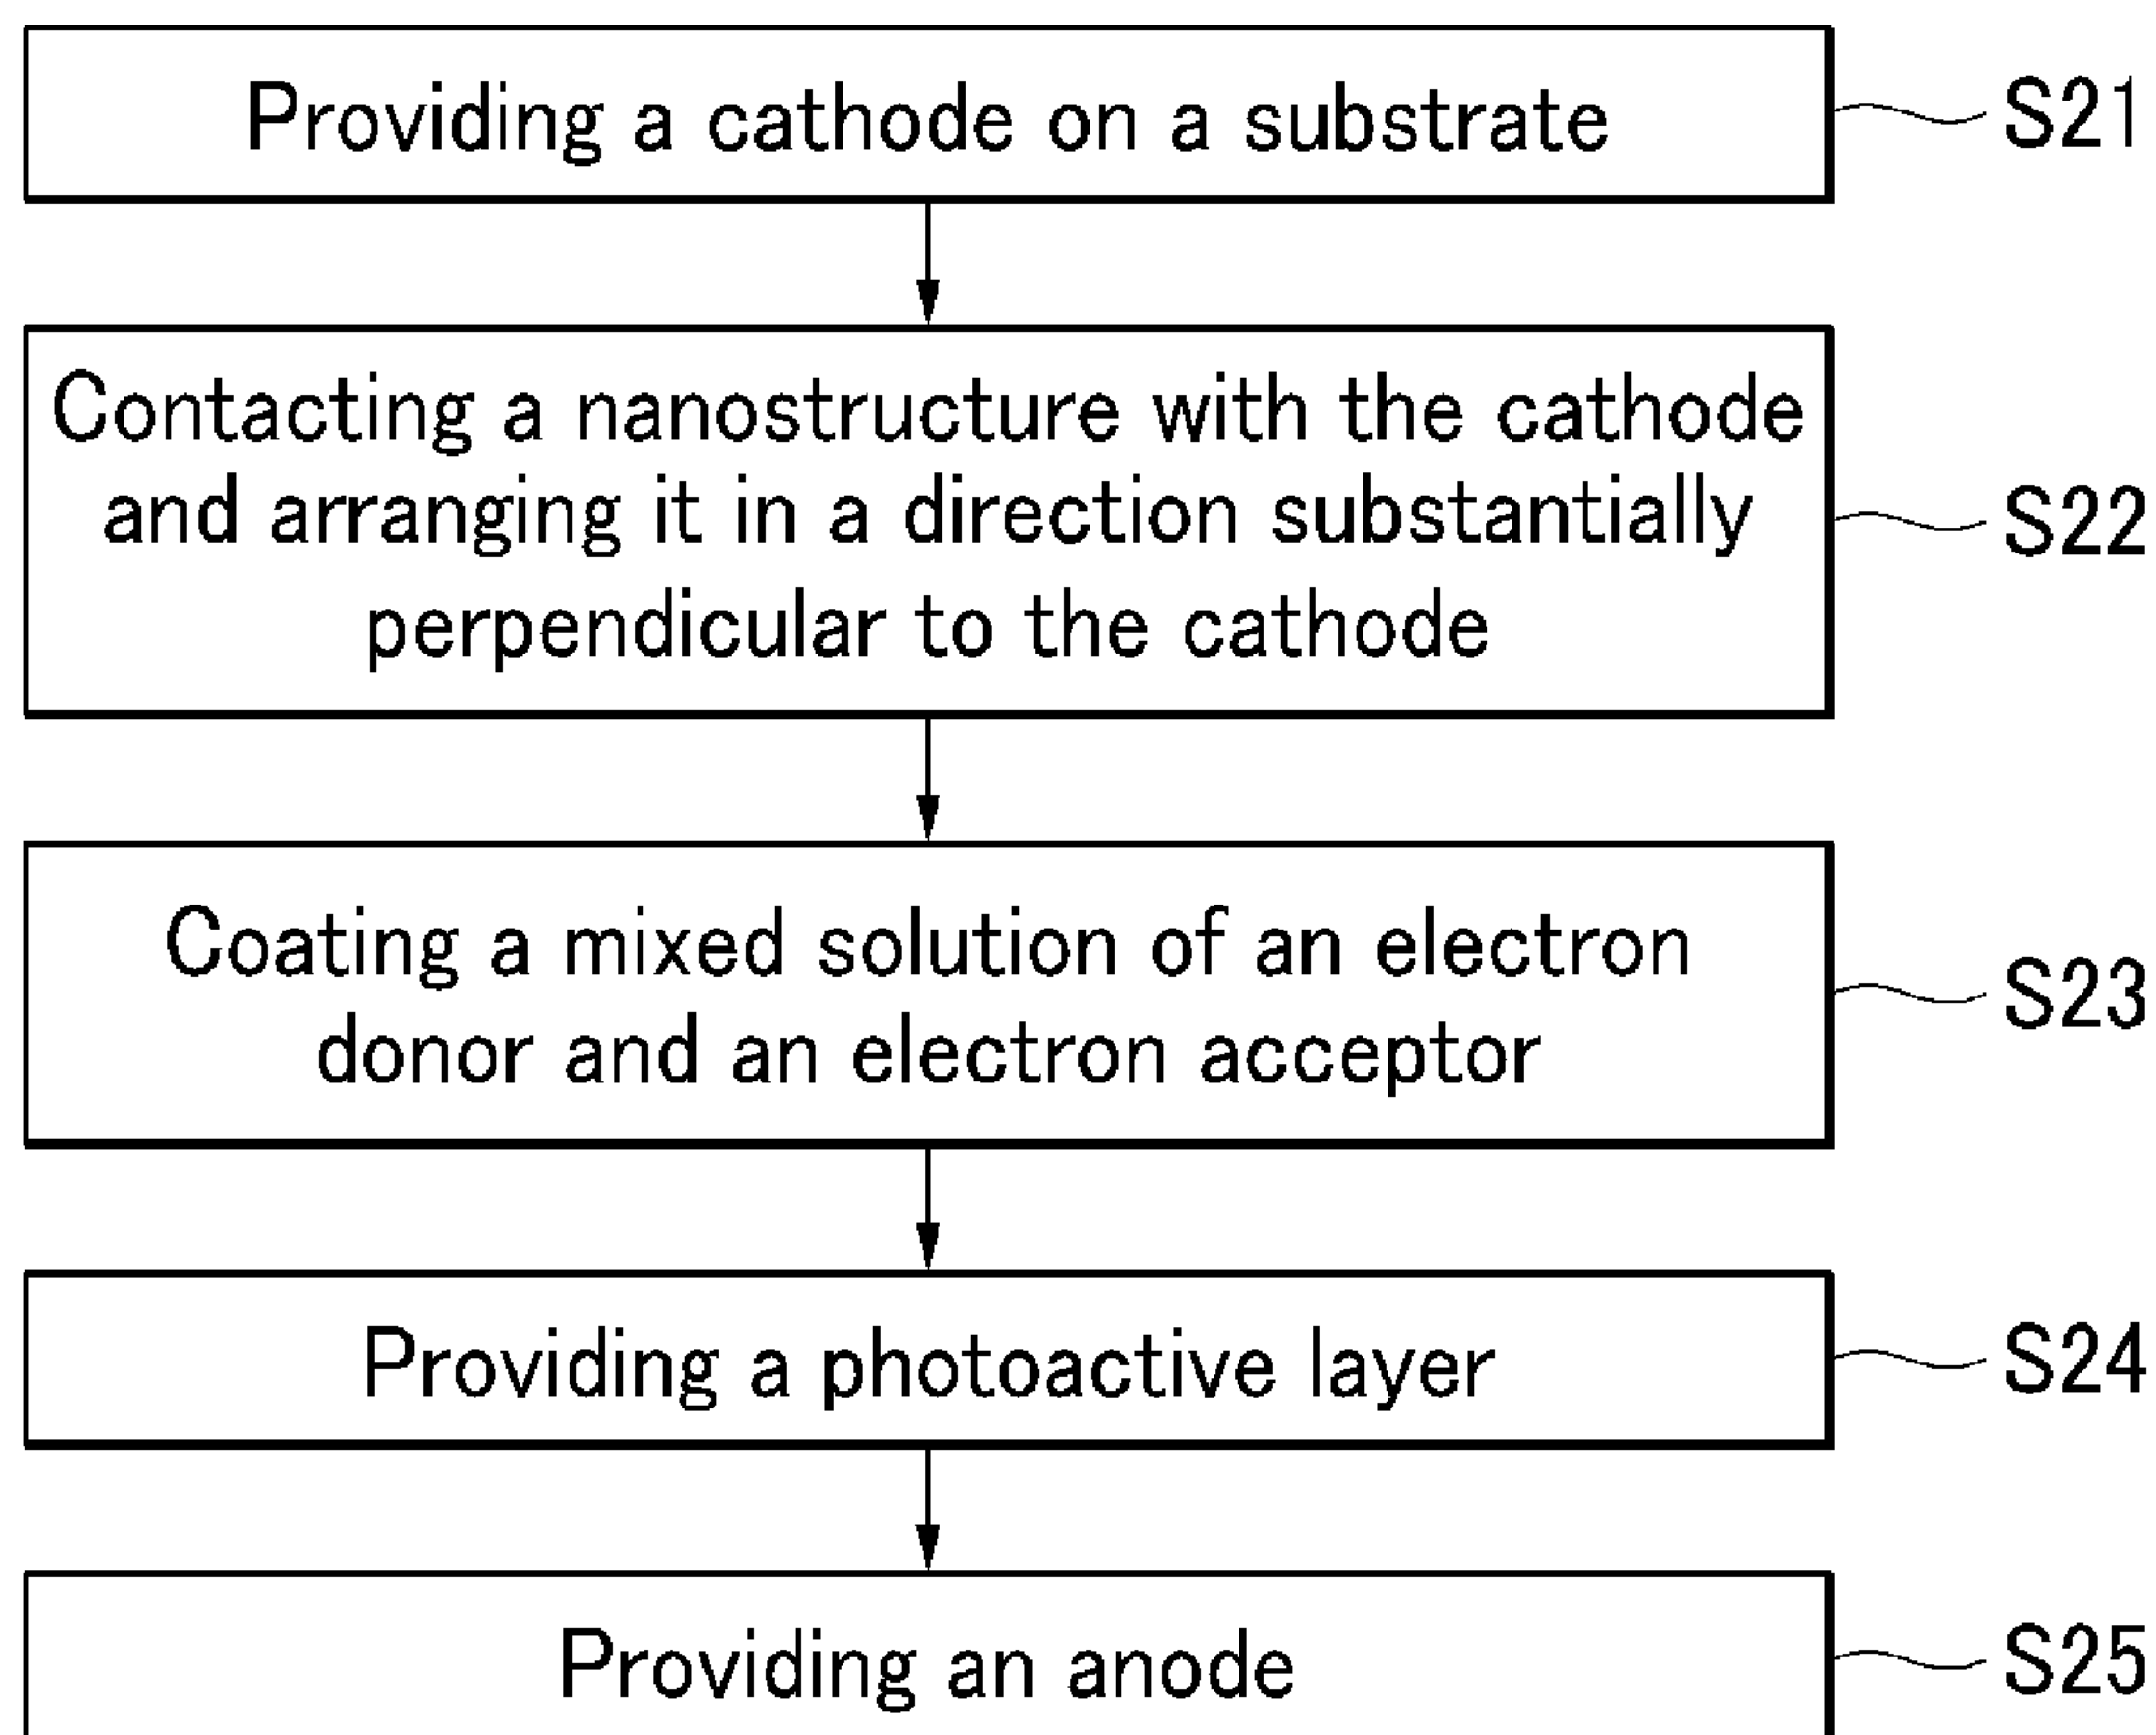 Providing a cathode on a substrate
S21
Contacting a nanostructure with the cathode
and arranging it in a direction substantially
perpendicular to the cathode
S22
Coating a mixed solution of an electron
donor and an electron acceptor
S23
Providing a photoactive layer
S24
Providing an anode
S25